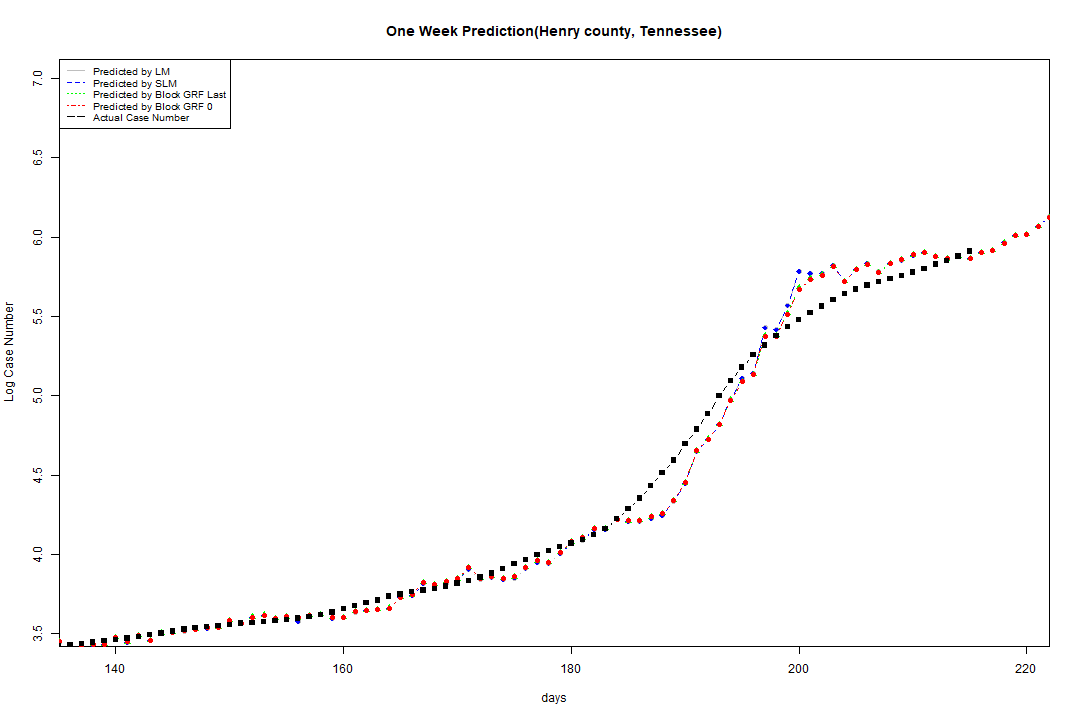 One Week Prediction(Henry county, Tennessee)
Predicted by LM
Predicted by SLM
Predicted by Block GRF Last
Predicted by Block GRF 0
Actual Case Number
7.0
6.5
6.0
5.5
5.0
4.5
4.0
3.5
Log Case Number
140 160 180 200 220
days